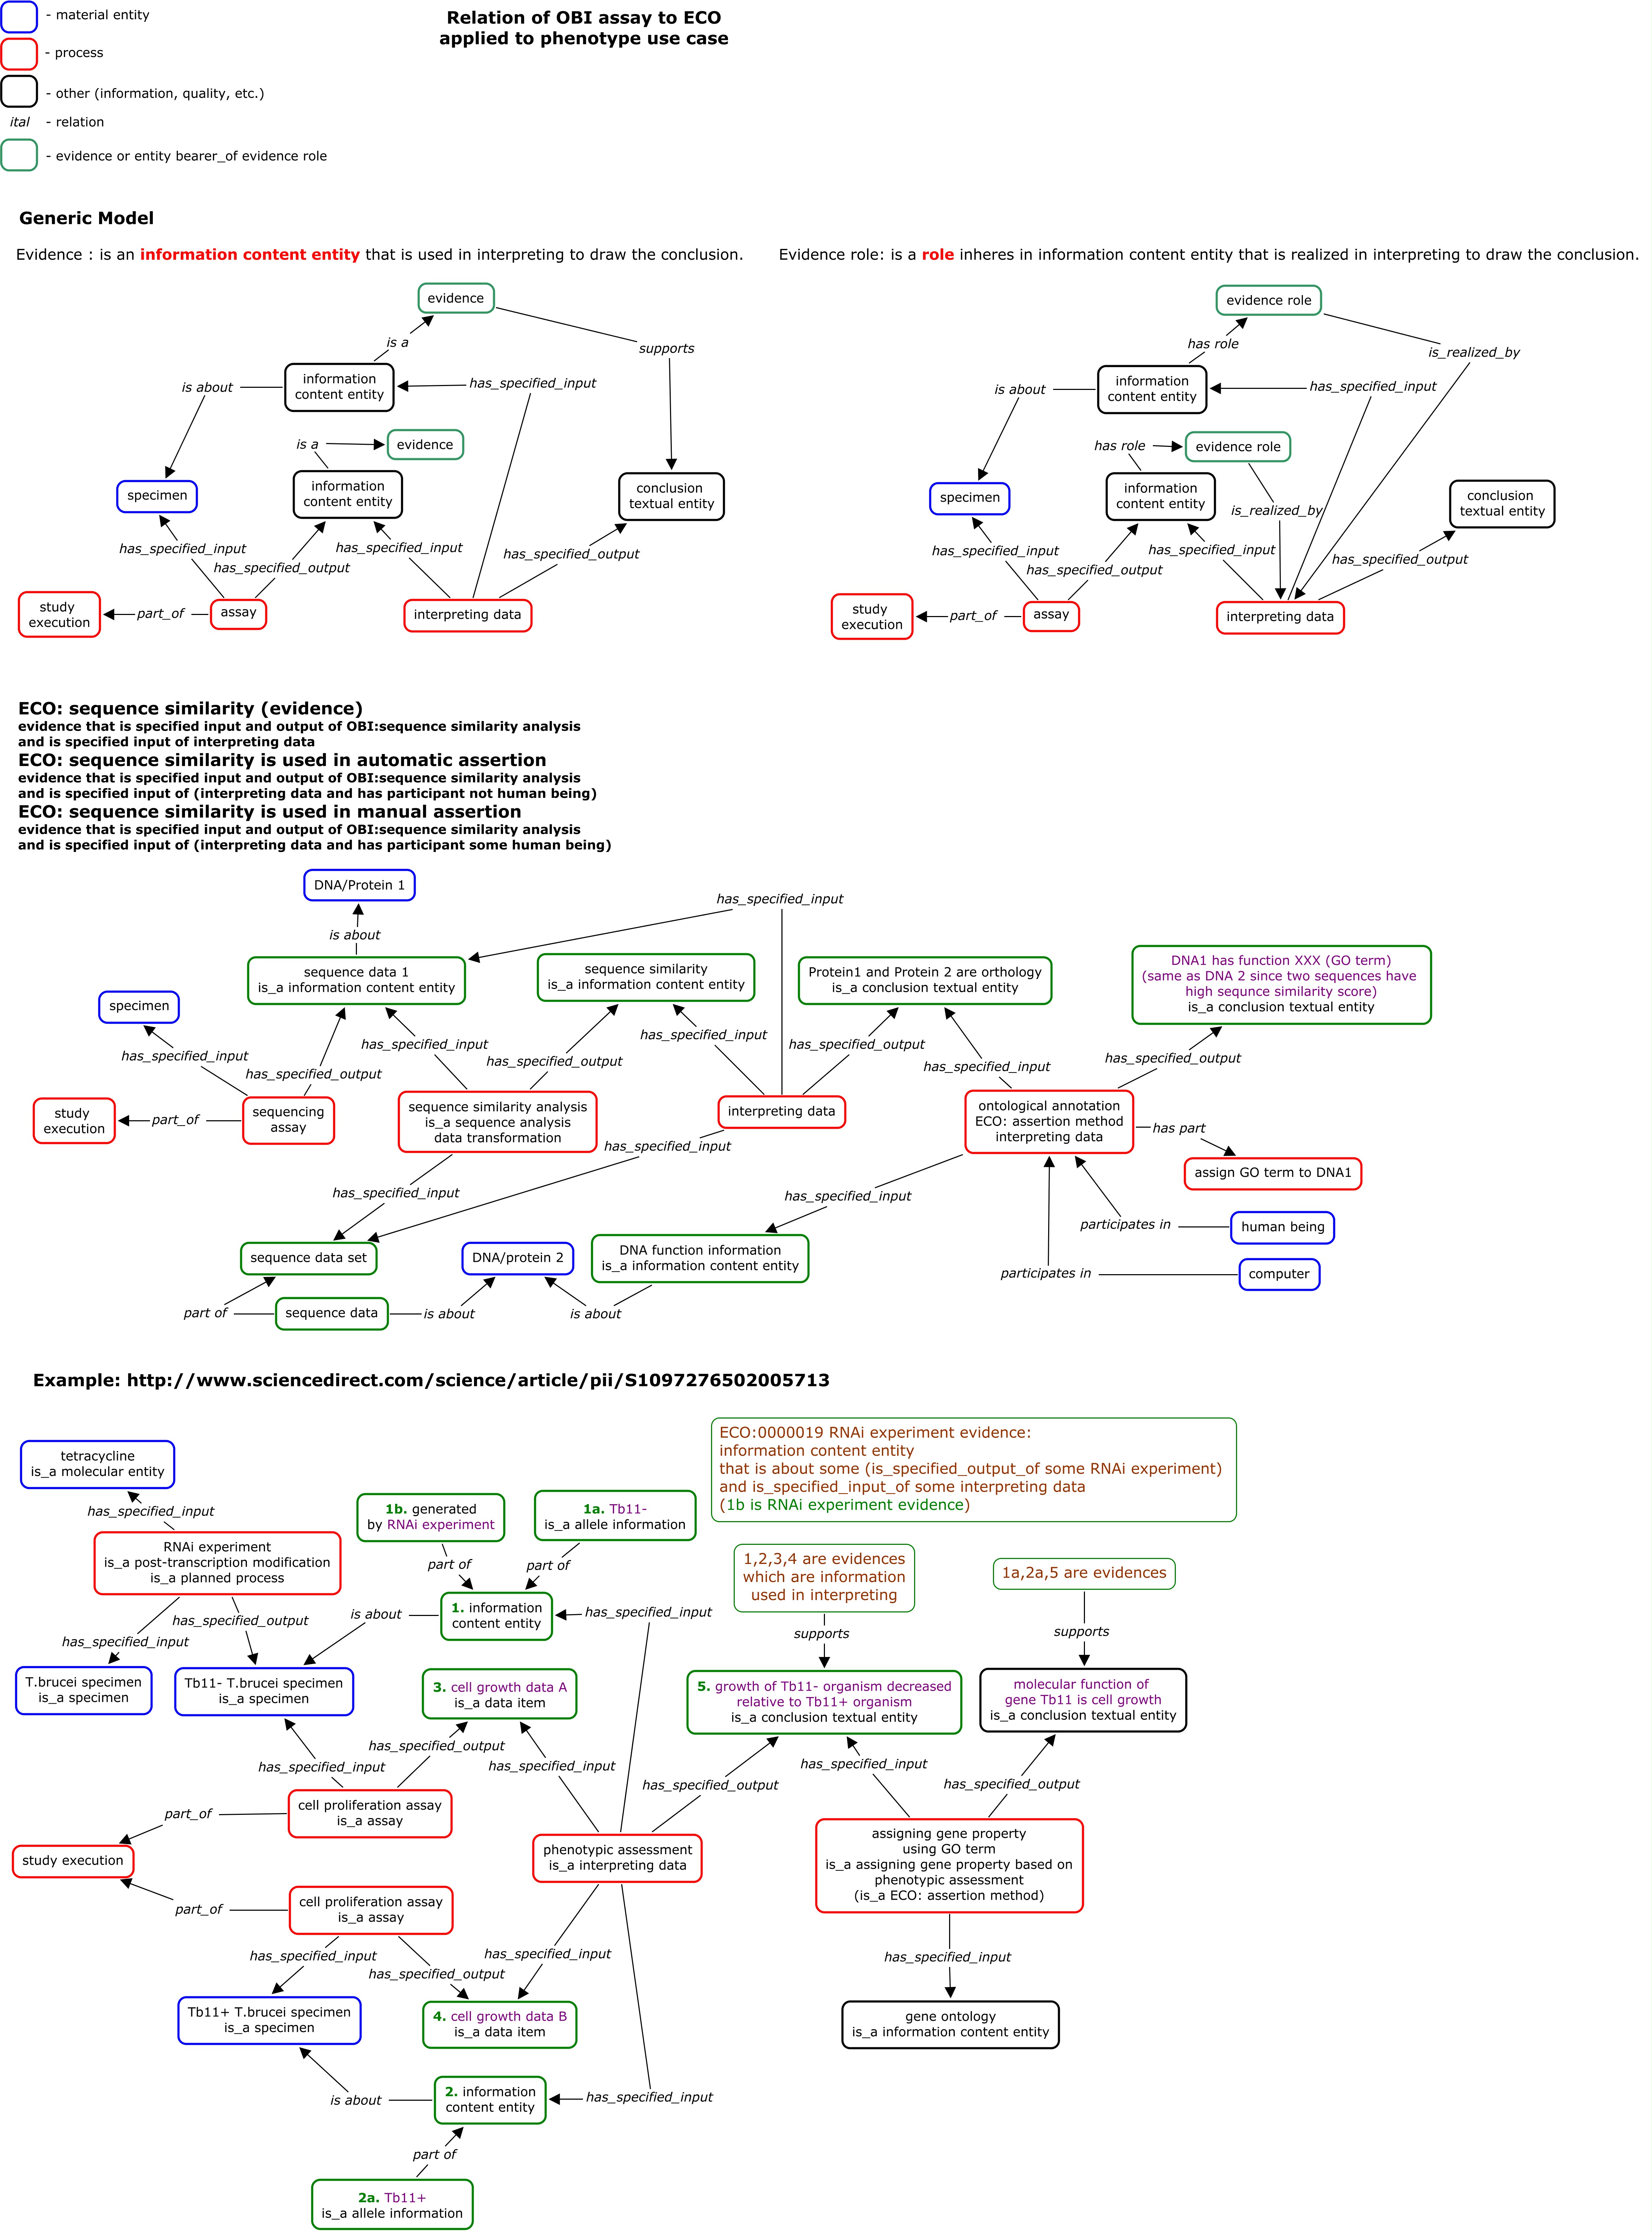 Relation of OBI assay to ECO
applied to phenotype use case
- material entity
- process
- other (information, quality, etc.)
ital - relation
- evidence or entity bearer_of evidence role
Generic Model
Evidence : is an information content entity that is used in interpreting to draw the conclusion.
evidence
is a
supports
information
content entity
has_specified_input
is about
is a
evidence
specimen
information
content entity
conclusion
textual entity
has_specified_input
has_specified_output
has_specified_input
has_specified_output
study
execution
part_of
assay
interpreting data
Evidence role: is a role inheres in information content entity that is realized in interpreting to draw the conclusion.
evidence role
has role
is_realized_by
information
content entity
has_specified_input
is about
has role
evidence role
specimen
information
content entity
conclusion
textual entity
is_realized_by
has_specified_input
has_specified_output
has_specified_input
has_specified_output
study
execution
part_of
assay
interpreting data
ECO: sequence similarity (evidence)
evidence that is specified input and output of OBI:sequence similarity analysis
and is specified input of interpreting data
ECO: sequence similarity is used in automatic assertion
evidence that is specified input and output of OBI:sequence similarity analysis
and is specified input of (interpreting data and has participant not human being)
ECO: sequence similarity is used in manual assertion
evidence that is specified input and output of OBI:sequence similarity analysis
and is specified input of (interpreting data and has participant some human being)
DNA/Protein 1
has_specified_input
is about
sequence data 1
is_a information content entity
sequence similarity
is_a information content entity
Protein1 and Protein 2 are orthology
is_a conclusion textual entity
DNA1 has function XXX (GO term)
(same as DNA 2 since two sequences have
high sequnce similarity score)
is_a conclusion textual entity
specimen
has_specified_input
has_specified_output
has_specified_input
has_specified_output
has_specified_input
has_specified_output
has_specified_input
has_specified_output
study
execution
part_of
sequencing
assay
sequence similarity analysis
is_a sequence analysis
data transformation
interpreting data
ontological annotation
ECO: assertion method
interpreting data
has part
has_specified_input
assign GO term to DNA1
has_specified_input
has_specified_input
participates in
human being
sequence data set
DNA/protein 2
DNA function information
is_a information content entity
participates in
computer
part of
sequence data
is about
is about
Example: http://www.sciencedirect.com/science/article/pii/S1097276502005713
ECO:0000019 RNAi experiment evidence:
information content entity
that is about some (is_specified_output_of some RNAi experiment)
and is_specified_input_of some interpreting data
(1b is RNAi experiment evidence)
tetracycline
is_a molecular entity
has_specified_input
1b. generated
by RNAi experiment
1a. Tb11-
is_a allele information
RNAi experiment
is_a post-transcription modification
is_a planned process
part of
part of
1,2,3,4 are evidences
which are information
used in interpreting
1a,2a,5 are evidences
has_specified_output
is about
1. information
content entity
has_specified_input
supports
supports
has_specified_input
T.brucei specimen
is_a specimen
Tb11- T.brucei specimen
is_a specimen
3. cell growth data A
is_a data item
5. growth of Tb11- organism decreased
relative to Tb11+ organism
is_a conclusion textual entity
molecular function of
gene Tb11 is cell growth
is_a conclusion textual entity
has_specified_output
has_specified_input
has_specified_input
has_specified_output
has_specified_input
has_specified_output
part_of
cell proliferation assay
is_a assay
study execution
phenotypic assessment
is_a interpreting data
assigning gene property
using GO term
is_a assigning gene property based on
phenotypic assessment
(is_a ECO: assertion method)
part_of
cell proliferation assay
is_a assay
has_specified_input
has_specified_output
has_specified_input
has_specified_input
Tb11+ T.brucei specimen
is_a specimen
4. cell growth data B
is_a data item
gene ontology
is_a information content entity
is about
2. information
content entity
has_specified_input
part of
2a. Tb11+
is_a allele information